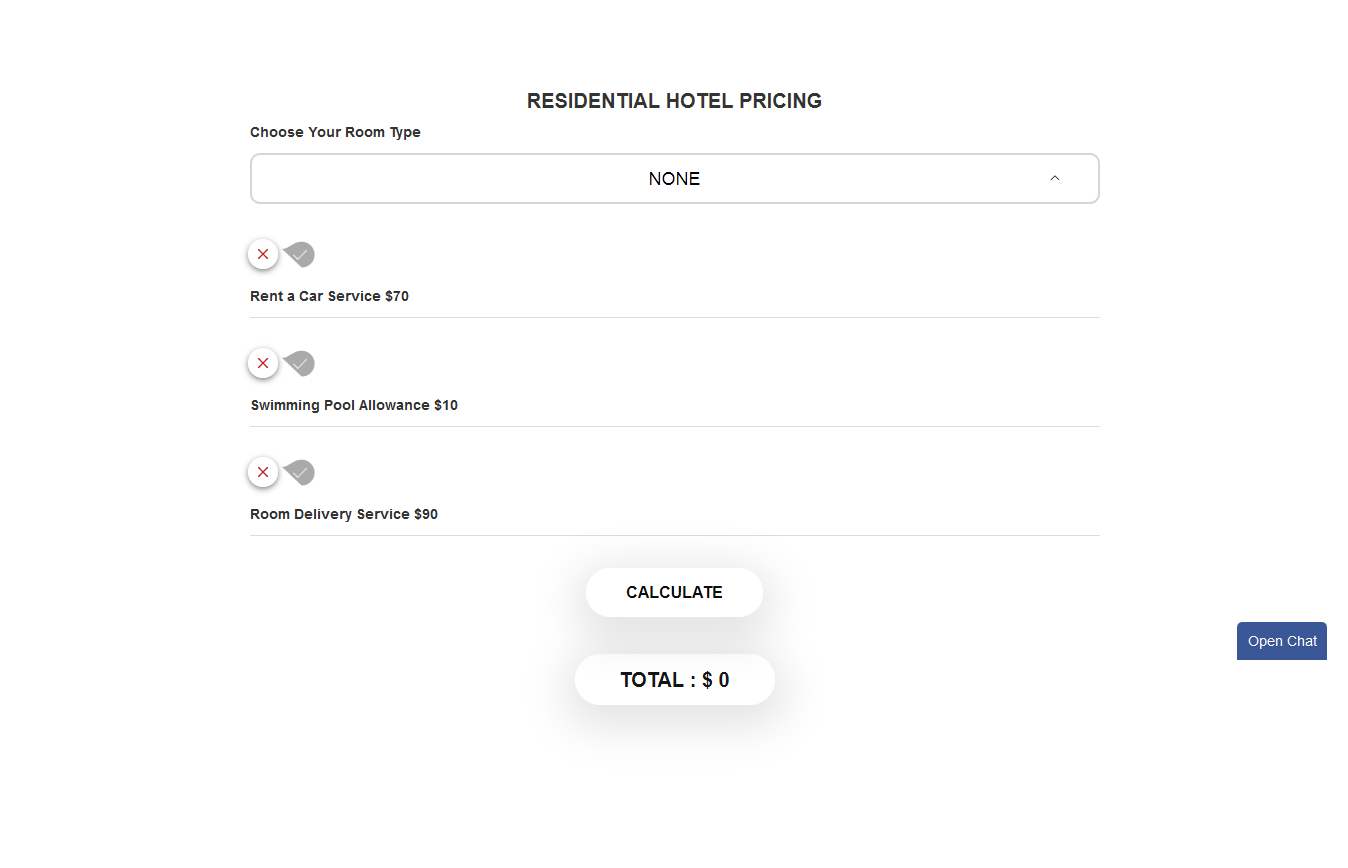 RESIDENTIAL HOTEL PRICING
Choose Your Room Type
NONE
Rent a Car Service $70
Swimming Pool Allowance $10
Room Delivery Service $90
CALCULATE
Open Chat
TOTAL : $ 0